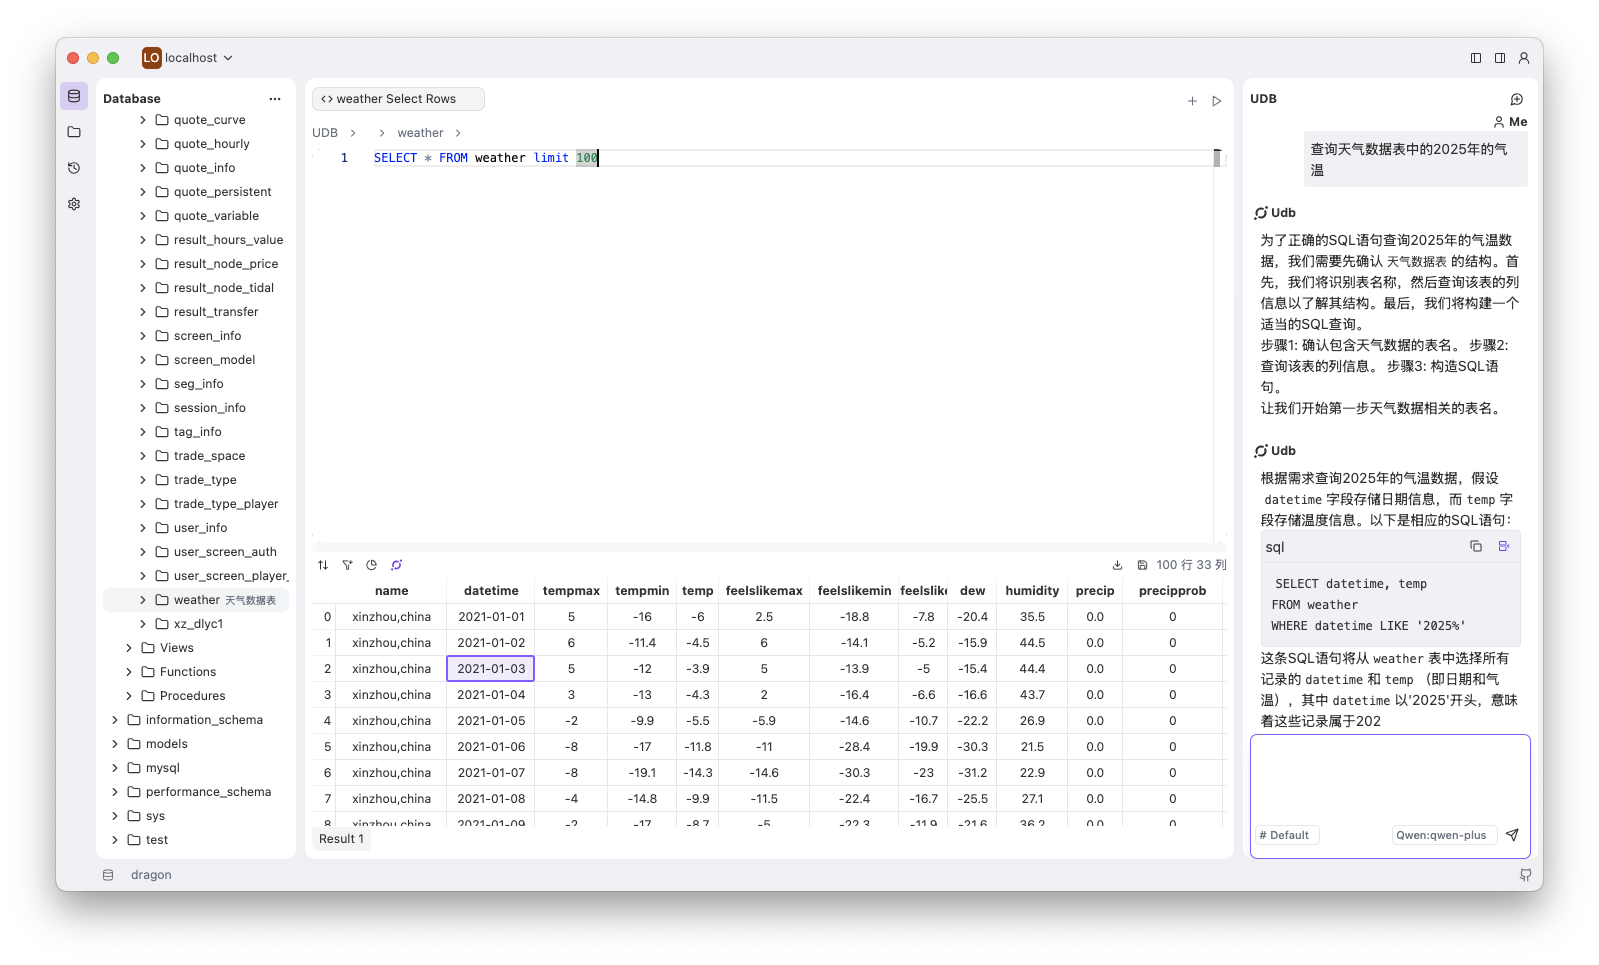 LO localhost
Database
quote_curve
quote_hourly
quote_info
quote_persistent
quote_variable
result_hours_value
result_node_price
result_node_tidal
result_transfer
screen_info
screen_model
seg_info
session_info
tag_info
trade_space
trade_type
trade_type_player
user_info
user_screen_auth
user_screen_player_
weather 天气数据表
xz_dlyc1
Views
Functions
Procedures
information_schema
models
mysql
performance_schema
sys
test
dragon
<> weather Select Rows
UDB > > weather >
1 SELECT * FROM weather limit 100
100 行 33 列
name datetime tempmax tempmin temp feelslikemax feelslikemin feelslike dew humidity precip precipprob
0 xinzhou,china 2021-01-01 5 -16 -6 2.5 -18.8 -7.8 -20.4 35.5 0.0 0
1 xinzhou,china 2021-01-02 6 -11.4 -4.5 6 -14.1 -5.2 -15.9 44.5 0.0 0
2 xinzhou,china 2021-01-03 5 -12 -3.9 5 -13.9 -5 -15.4 44.4 0.0 0
3 xinzhou,china 2021-01-04 3 -13 -4.3 2 -16.4 -6.6 -16.6 43.7 0.0 0
4 xinzhou,china 2021-01-05 -2 -9.9 -5.5 -5.9 -14.6 -10.7 -22.2 26.9 0.0 0
5 xinzhou,china 2021-01-06 -8 -17 -11.8 -11 -28.4 -19.9 -30.3 21.5 0.0 0
6 xinzhou,china 2021-01-07 -8 -19.1 -14.3 -14.6 -30.3 -23 -31.2 22.9 0.0 0
7 xinzhou,china 2021-01-08 -4 -14.8 -9.9 -11.5 -22.4 -16.7 -25.5 27.1 0.0 0
8 xinzhou,china 2021-01-09 -2 -17 -8.7 -5 -22.3 -11.9 -21.6 36.2 0.0 0
Result 1
UDB
Me
查询天气数据表中的2025年的气
温
Udb
为了正确的SQL语句查询2025年的气温数
据，我们需要先确认 天气数据表 的结构。首
先，我们将识别表名称，然后查询该表的列
信息以了解其结构。最后，我们将构建一个
适当的SQL查询。
步骤1: 确认包含天气数据的表名。 步骤2:
查询该表的列信息。 步骤3: 构造SQL语
句。
让我们开始第一步天气数据相关的表名。
Udb
根据需求查询2025年的气温数据，假设
datetime 字段存储日期信息，而 temp 字
段存储温度信息。以下是相应的SQL语句：
sql
SELECT datetime, temp
FROM weather
WHERE datetime LIKE '2025%'
这条SQL语句将从 weather 表中选择所有
记录的 datetime 和 temp （即日期和气
温），其中 datetime 以'2025'开头，意味
着这些记录属于202
# Default
Qwen:qwen-plus